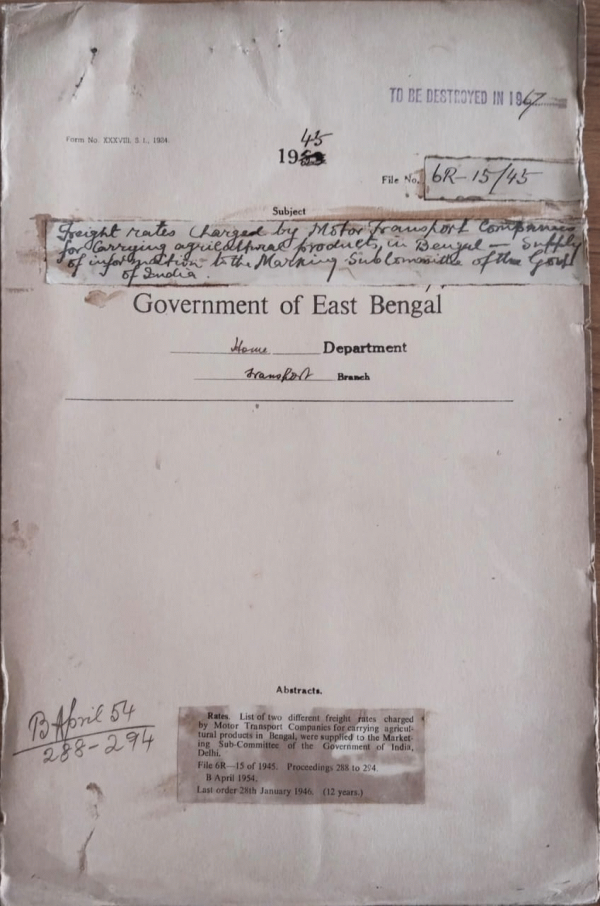 TO BE DESTROYED IN 1967
Form No. XXXVIII, S. I., 1934.
1945
File No. 6R-15/45
Subject
Freight rates charged by Motor Transport Companies
for Carrying agricultural products, in Bengal — Supply
of information to the Marking Subcommittee of the Govt
of India.
Government of East Bengal
Home Department
Transport Branch
Abstracts.
B April 54
288-294
Rates. List of two different freight rates charged
by Motor Transport Companies for carrying agricul-
tural products in Bengal, were supplied to the Market-
ing Sub-Committee of the Government of India,
Delhi.
File 6R—15 of 1945. Proceedings 288 to 294
B April 1954.
Last order 28th January 1946. (12 years.)